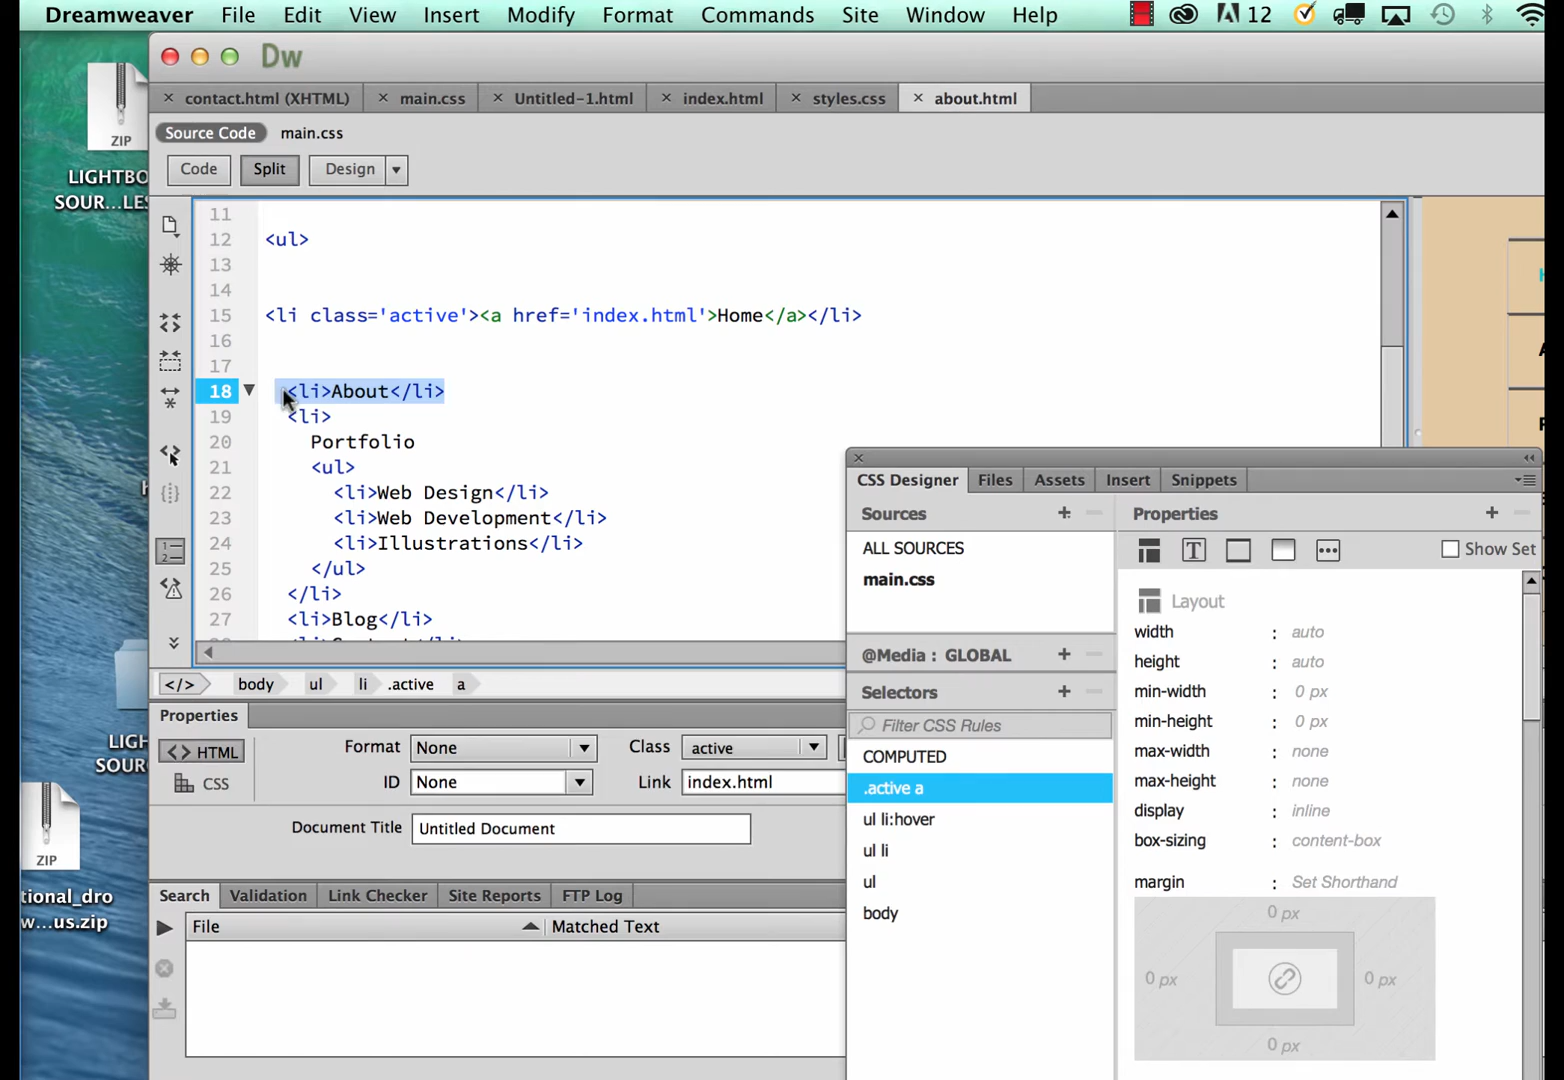 Dreamweaver File Edit View Insert Modify Format Commands Site Window Help 12
Dw
× contact.html (XHTML) × main.css × Untitled-1.html × index.html × styles.css × about.html
Source Code main.css
Code Split Design
11
12 <ul>
13
14
15 <li class='active'><a href='index.html'>Home</a></li>
16
17
18 <li>About</li>
19 <li>
20 Portfolio
21 <ul>
22 <li>Web Design</li>
23 <li>Web Development</li>
24 <li>Illustrations</li>
25 </ul>
26 </li>
27 <li>Blog</li>
</> body ul li .active a
Properties
<> HTML Format None Class active
CSS ID None Link index.html
Document Title Untitled Document
Search Validation Link Checker Site Reports FTP Log
File Matched Text
CSS Designer Files Assets Insert Snippets
Sources + −
ALL SOURCES
main.css
@Media : GLOBAL + −
Selectors + −
Filter CSS Rules
COMPUTED
.active a
ul li:hover
ul li
ul
body
Properties + −
T Show Set
Layout
width : auto
height : auto
min-width : 0 px
min-height : 0 px
max-width : none
max-height : none
display : inline
box-sizing : content-box
margin : Set Shorthand
0 px
0 px 0 px
0 px
ZIP
LIGHTBO
SOUR...LES
LIGH
SOUR
ZIP
tional_dro
w...us.zip